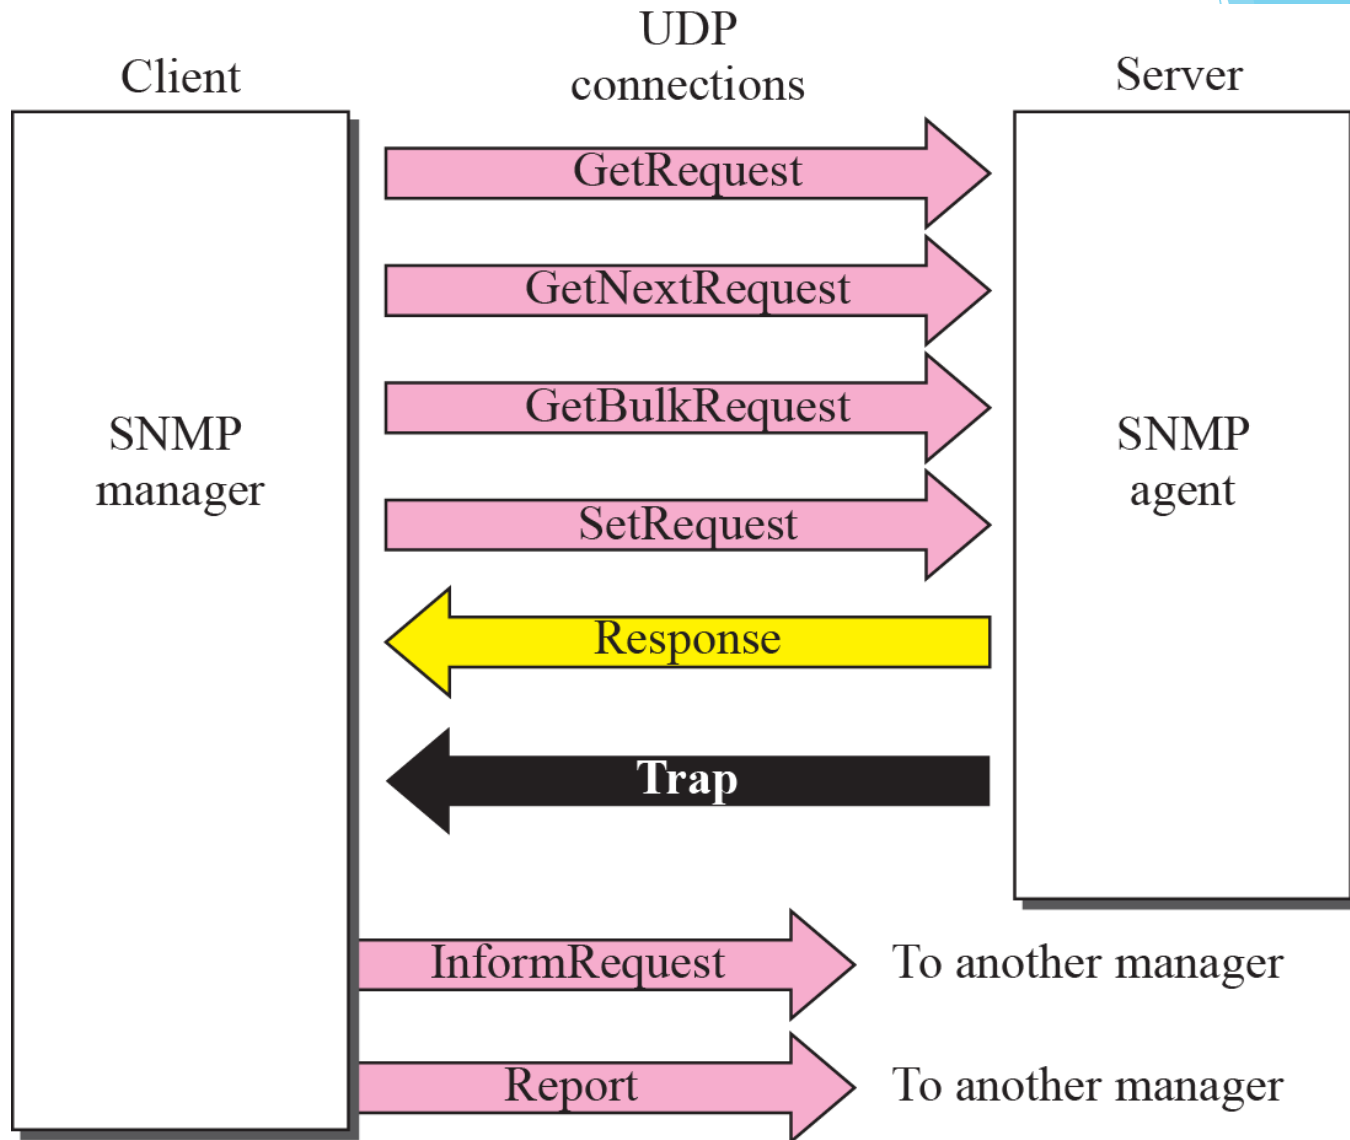 UDP
connections
Client
Server
GetRequest
GetNextRequest
GetBulkRequest
SNMP
manager
SNMP
agent
SetRequest
Response
Trap
InformRequest
To another manager
Report
To another manager